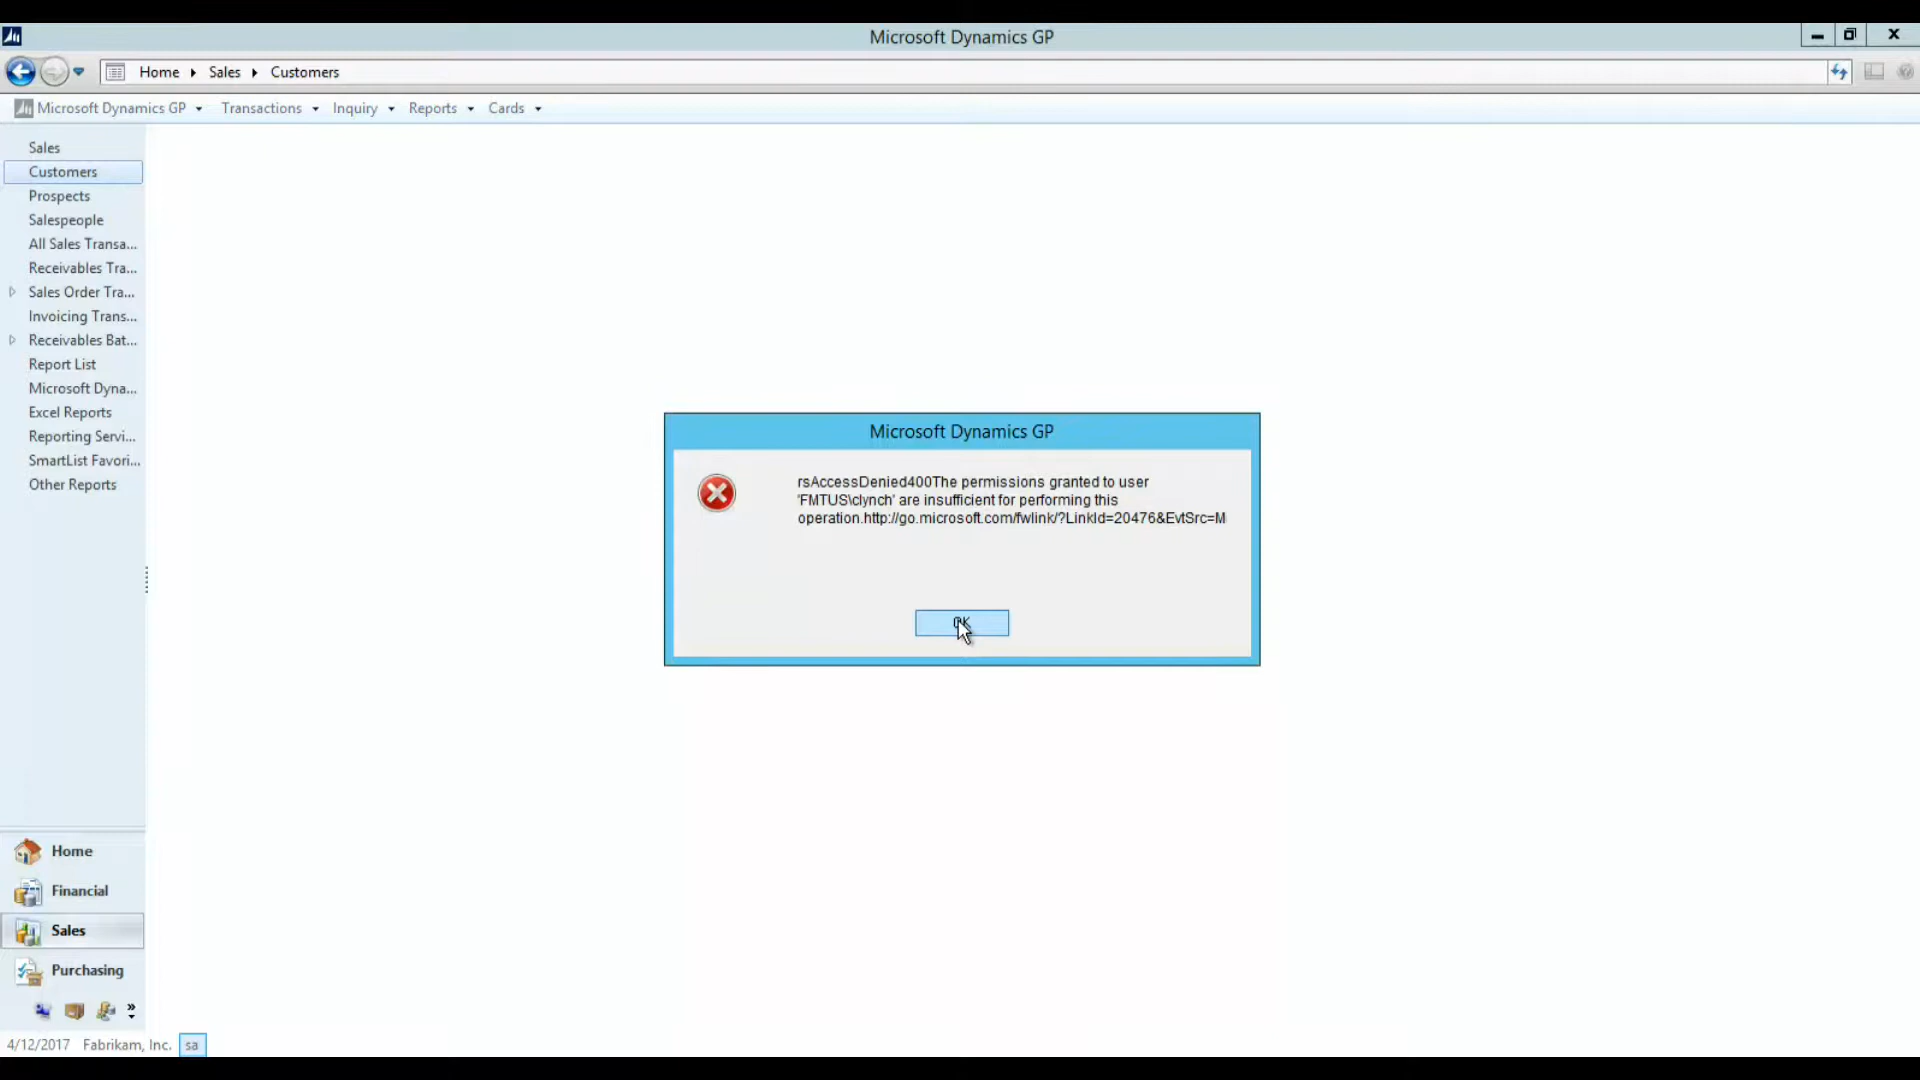 Microsoft Dynamics GP
Home Sales Customers
Microsoft Dynamics GP Transactions Inquiry Reports Cards
Sales
Customers
Prospects
Salespeople
All Sales Transa...
Receivables Tra...
Sales Order Tra...
Invoicing Trans...
Receivables Bat...
Report List
Microsoft Dyna...
Excel Reports
Reporting Servi...
SmartList Favori...
Other Reports
Microsoft Dynamics GP
rsAccessDenied400The permissions granted to user
'FMTUS\clynch' are insufficient for performing this
operation.http://go.microsoft.com/fwlink/?LinkId=20476&EvtSrc=M
OK
Home
Financial
Sales
Purchasing
4/12/2017 Fabrikam, Inc. sa